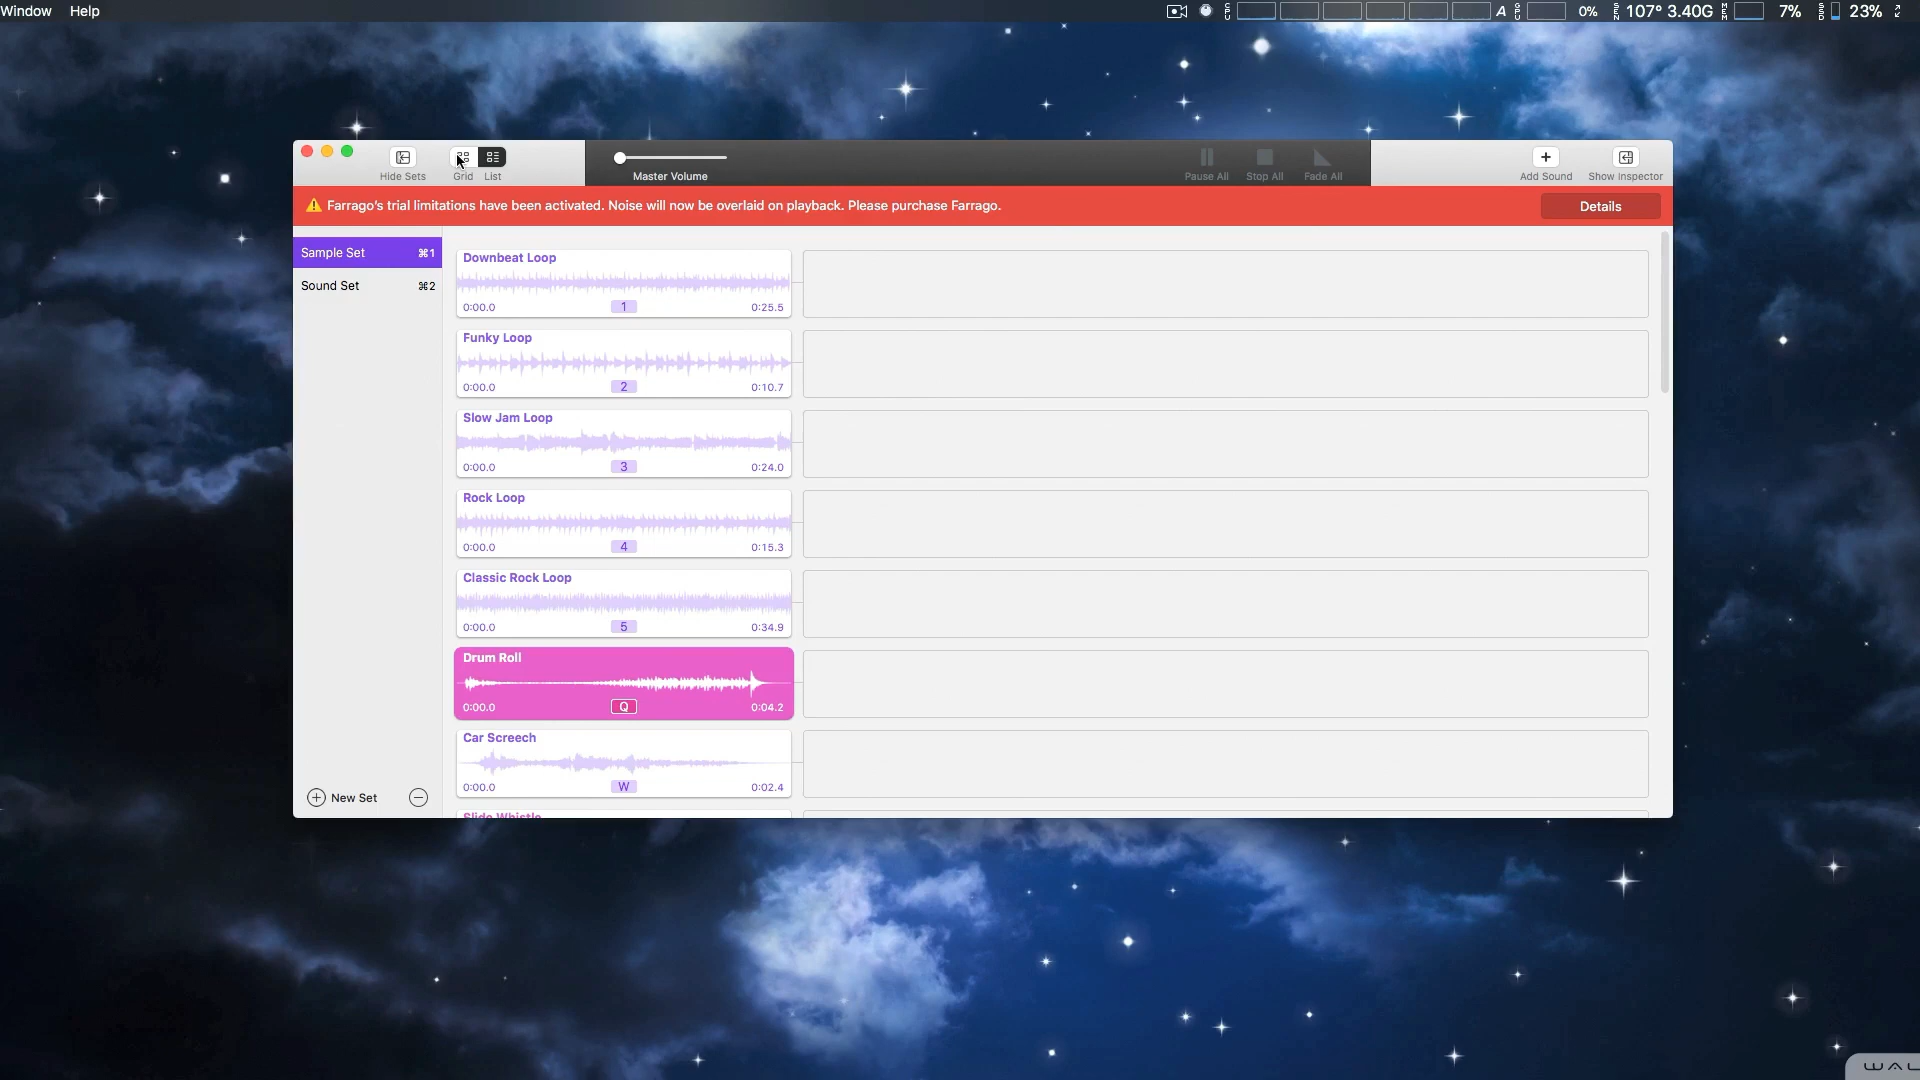 Window Help
A 0% 107° 3.40G 7% 23%
Hide Sets Grid List Master Volume Pause All Stop All Fade All Add Sound Show Inspector
Farrago's trial limitations have been activated. Noise will now be overlaid on playback. Please purchase Farrago. Details
Sample Set ⌘1
Sound Set ⌘2
Downbeat Loop
0:00.0 1 0:25.5
Funky Loop
0:00.0 2 0:10.7
Slow Jam Loop
0:00.0 3 0:24.0
Rock Loop
0:00.0 4 0:15.3
Classic Rock Loop
0:00.0 5 0:34.9
Drum Roll
0:00.0 Q 0:04.2
Car Screech
0:00.0 W 0:02.4
Slide Whistle
New Set